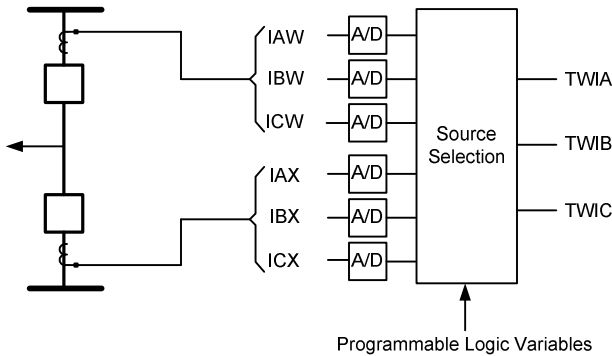 IAW
A/D
IBW
A/D
ICW
A/D
IAX
A/D
IBX
A/D
ICX
A/D
Source
Selection
TWIA
TWIB
TWIC
Programmable Logic Variables